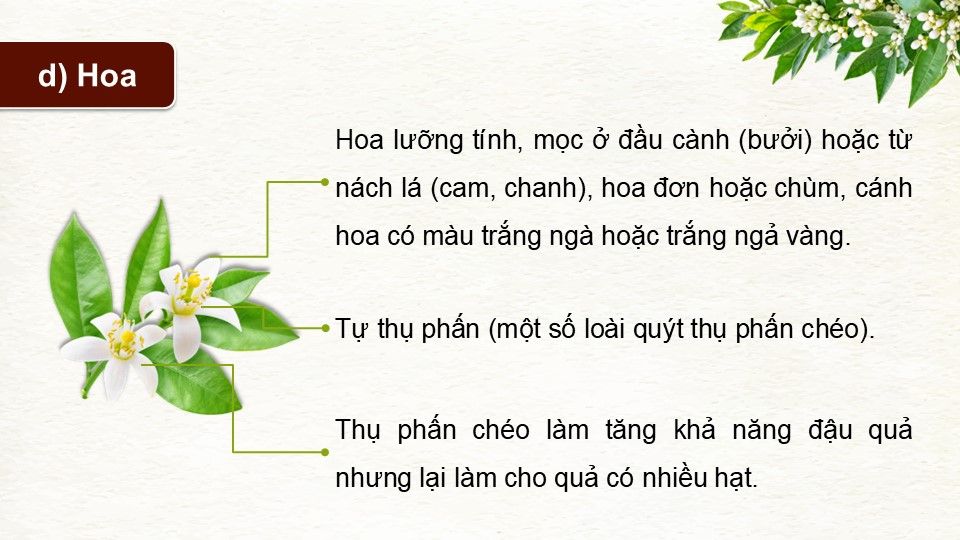 d) Hoa
Hoa lưỡng tính, mọc ở đầu cành (bưởi) hoặc từ
nách lá (cam, chanh), hoa đơn hoặc chùm, cánh
hoa có màu trắng ngà hoặc trắng ngả vàng.
Tự thụ phấn (một số loài quýt thụ phấn chéo).
Thụ phấn chéo làm tăng khả năng đậu quả
nhưng lại làm cho quả có nhiều hạt.